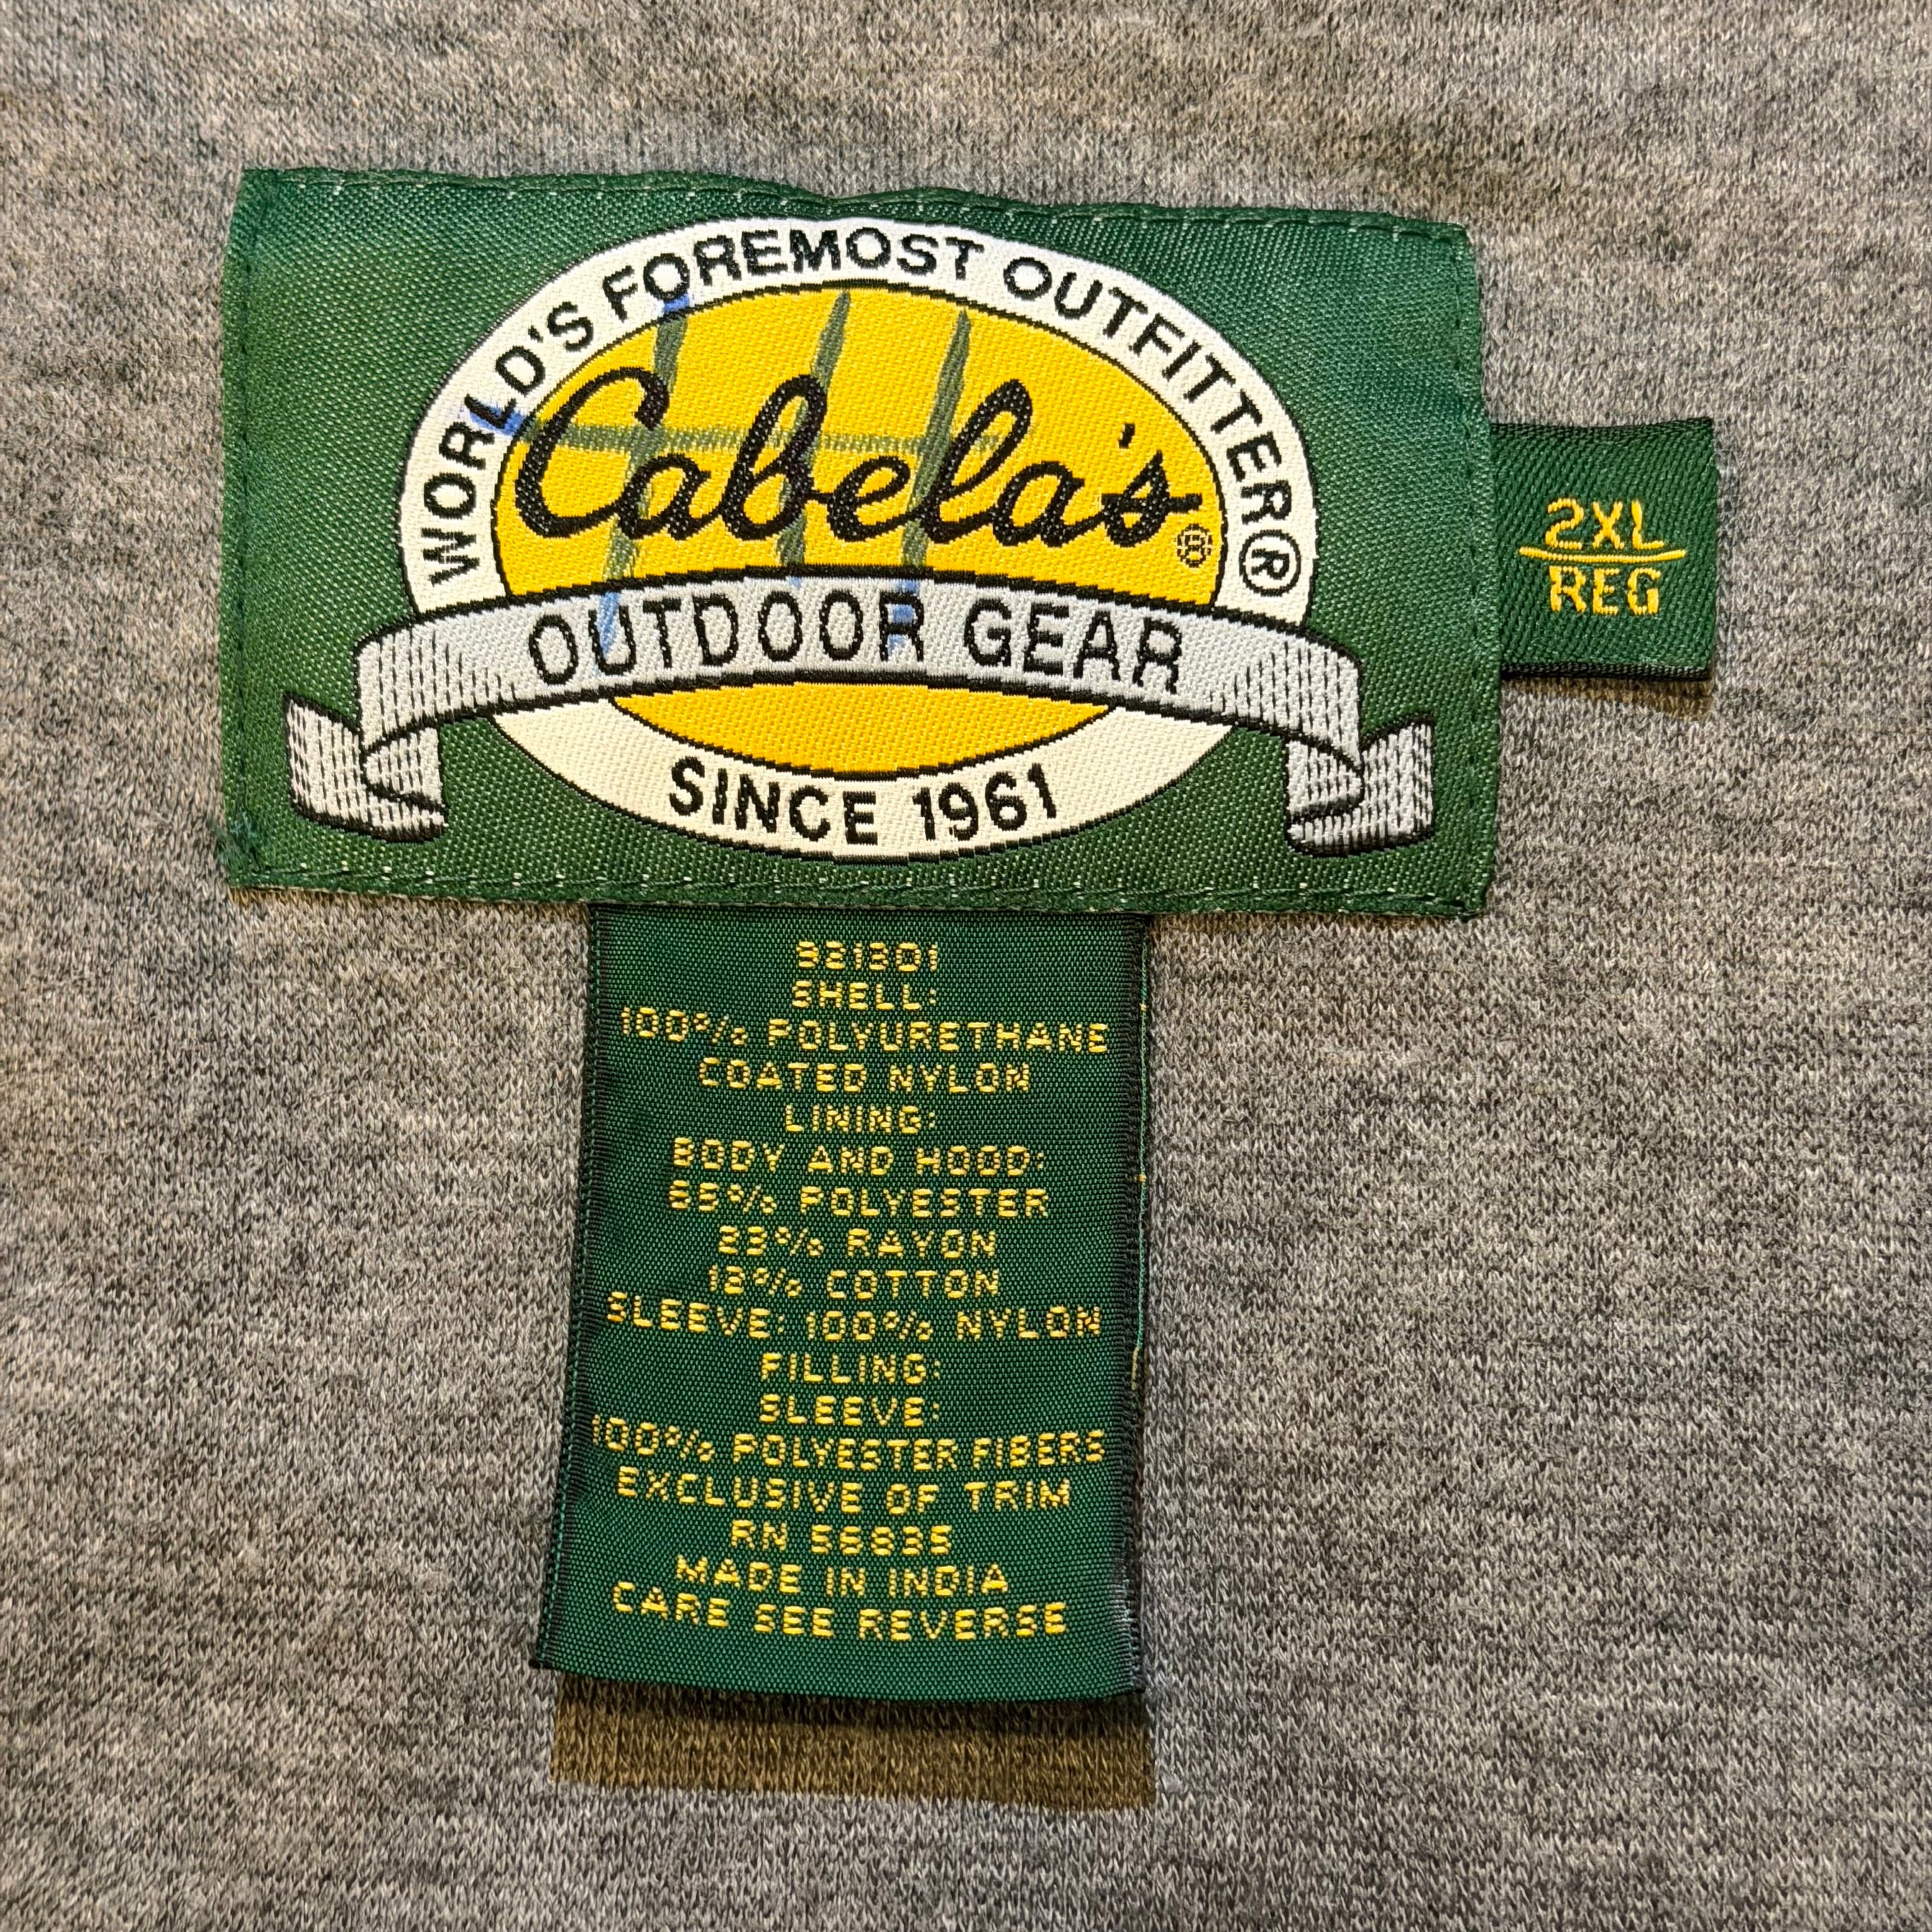 WORLD'S FOREMOST OUTFITTER®
Cabela's®
OUTDOOR GEAR
SINCE 1961
2XL
REG
921301
SHELL:
100% POLYURETHANE
COATED NYLON
LINING:
BODY AND HOOD:
65% POLYESTER
23% RAYON
12% COTTON
SLEEVE: 100% NYLON
FILLING:
SLEEVE:
100% POLYESTER FIBERS
EXCLUSIVE OF TRIM
RN 56835
MADE IN INDIA
CARE SEE REVERSE